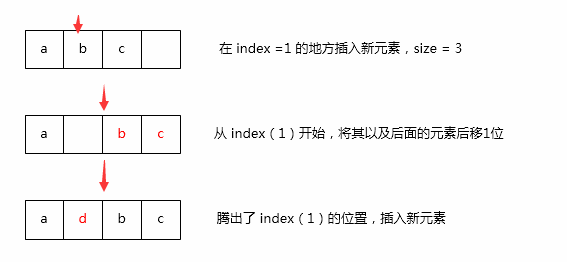 a b c 在 index =1 的地方插入新元素，size = 3
a b c 从 index（1）开始，将其以及后面的元素后移1位
a d b c 腾出了 index（1）的位置，插入新元素